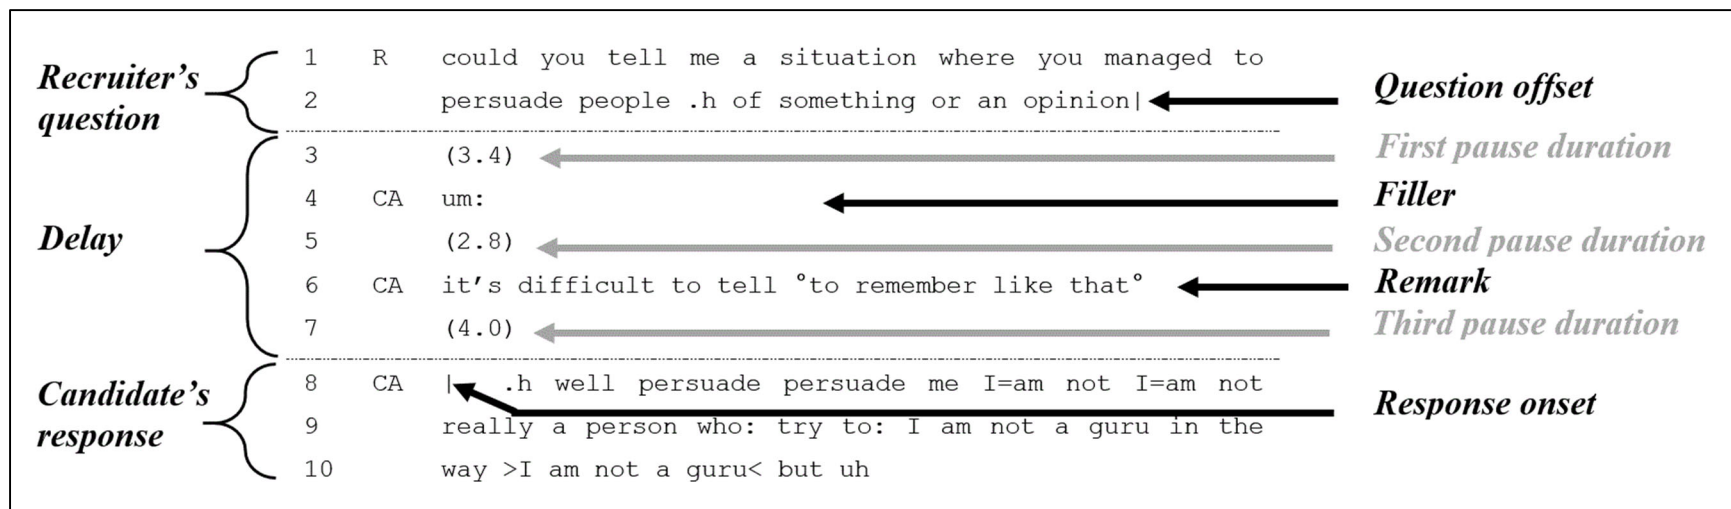 1 R could you tell me a situation where you managed to
Recruiter's question
2 persuade people .h of something or an opinion|
Question offset
3 (3.4)
First pause duration
4 CA um:
Filler
Delay
5 (2.8)
Second pause duration
6 CA it's difficult to tell °to remember like that°
Remark
7 (4.0)
Third pause duration
8 CA | .h well persuade persuade me I=am not I=am not
Candidate's response
Response onset
9 really a person who: try to: I am not a guru in the
10 way >I am not a guru< but uh